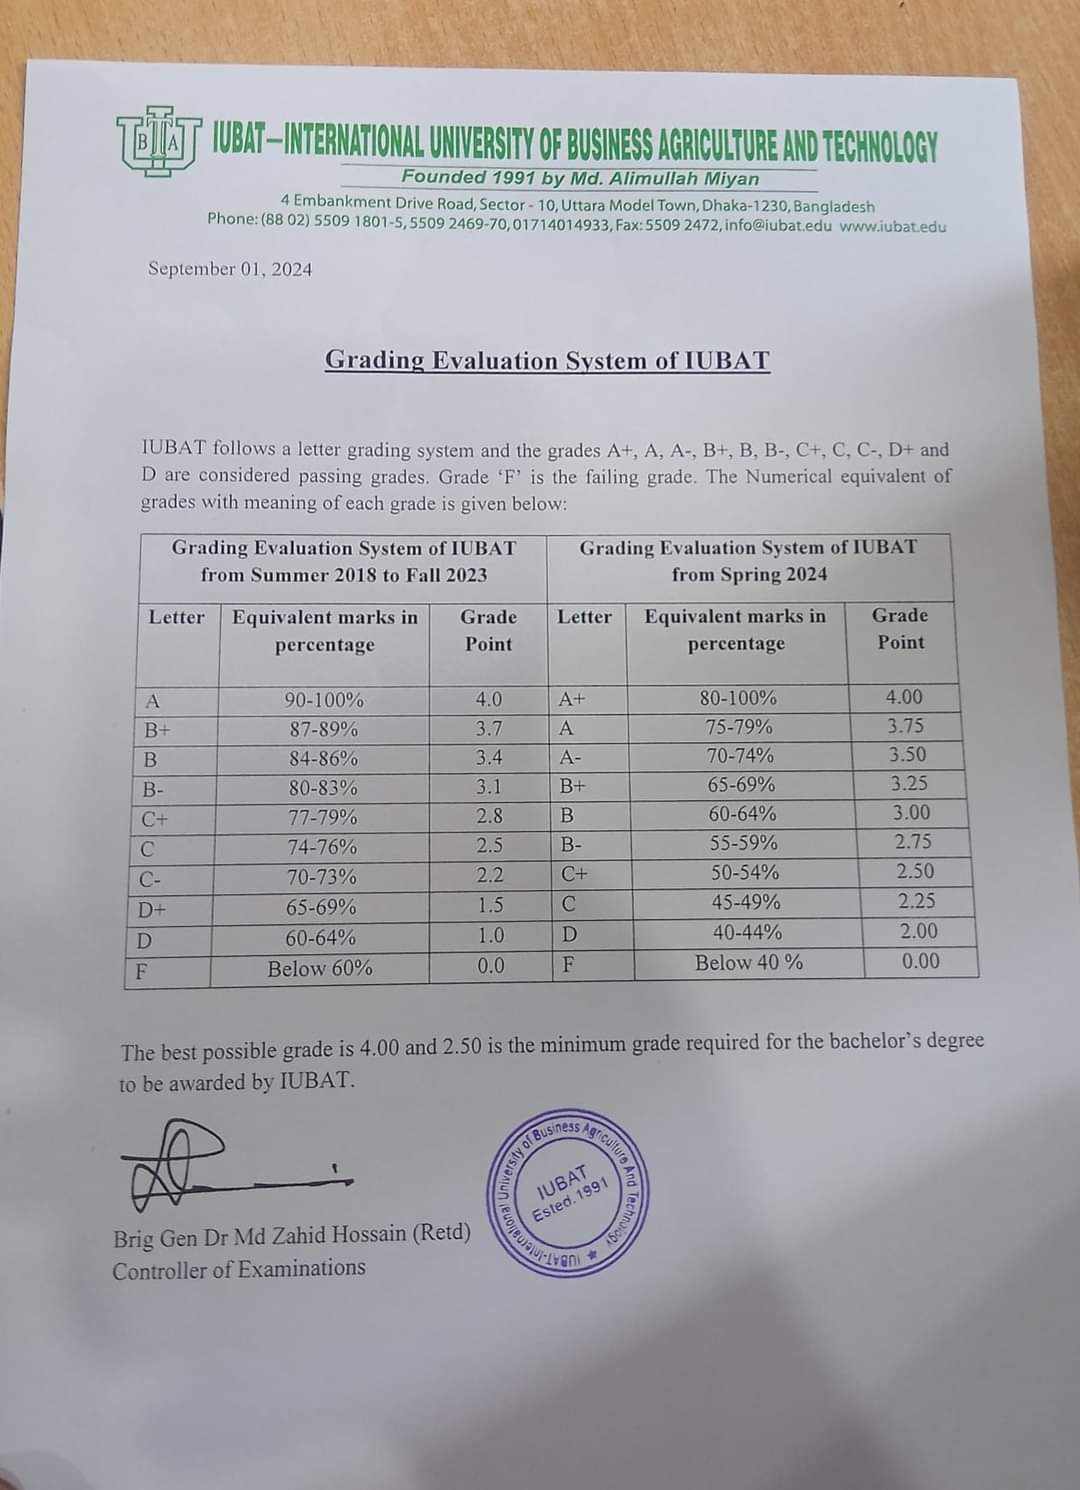 IUBAT–INTERNATIONAL UNIVERSITY OF BUSINESS AGRICULTURE AND TECHNOLOGY
Founded 1991 by Md. Alimullah Miyan
4 Embankment Drive Road, Sector - 10, Uttara Model Town, Dhaka-1230, Bangladesh
Phone: (88 02) 5509 1801-5, 5509 2469-70, 01714014933, Fax: 5509 2472, info@iubat.edu www.iubat.edu
September 01, 2024
Grading Evaluation System of IUBAT
IUBAT follows a letter grading system and the grades A+, A, A-, B+, B, B-, C+, C, C-, D+ and
D are considered passing grades. Grade ‘F’ is the failing grade. The Numerical equivalent of
grades with meaning of each grade is given below:
Grading Evaluation System of IUBAT Grading Evaluation System of IUBAT
from Summer 2018 to Fall 2023 from Spring 2024
Letter Equivalent marks in Grade Letter Equivalent marks in Grade
percentage Point percentage Point
A 90-100% 4.0 A+ 80-100% 4.00
B+ 87-89% 3.7 A 75-79% 3.75
B 84-86% 3.4 A- 70-74% 3.50
B- 80-83% 3.1 B+ 65-69% 3.25
C+ 77-79% 2.8 B 60-64% 3.00
C 74-76% 2.5 B- 55-59% 2.75
C- 70-73% 2.2 C+ 50-54% 2.50
D+ 65-69% 1.5 C 45-49% 2.25
D 60-64% 1.0 D 40-44% 2.00
F Below 60% 0.0 F Below 40 % 0.00
The best possible grade is 4.00 and 2.50 is the minimum grade required for the bachelor’s degree
to be awarded by IUBAT.
Brig Gen Dr Md Zahid Hossain (Retd)
Controller of Examinations
IUBAT-International University of Business Agriculture And Technology
IUBAT
Ested.1991